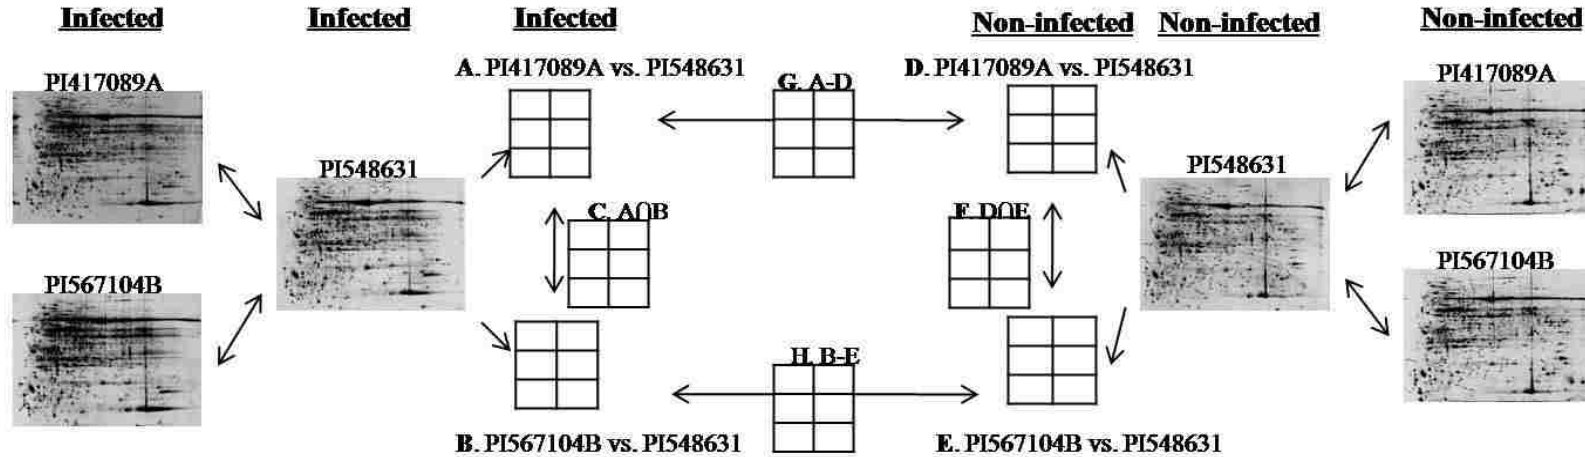 Infected
Infected
Infected
Non-infected
Non-infected
Non-infected
A. PI417089A vs. PI548631
D. PI417089A vs. PI548631
PI417089A
G. A-D
PI417089A
PI548631
PI548631
C. A∩B
F. D∩E
PI567104B
PI567104B
H. B-E
B. PI567104B vs. PI548631
E. PI567104B vs. PI548631